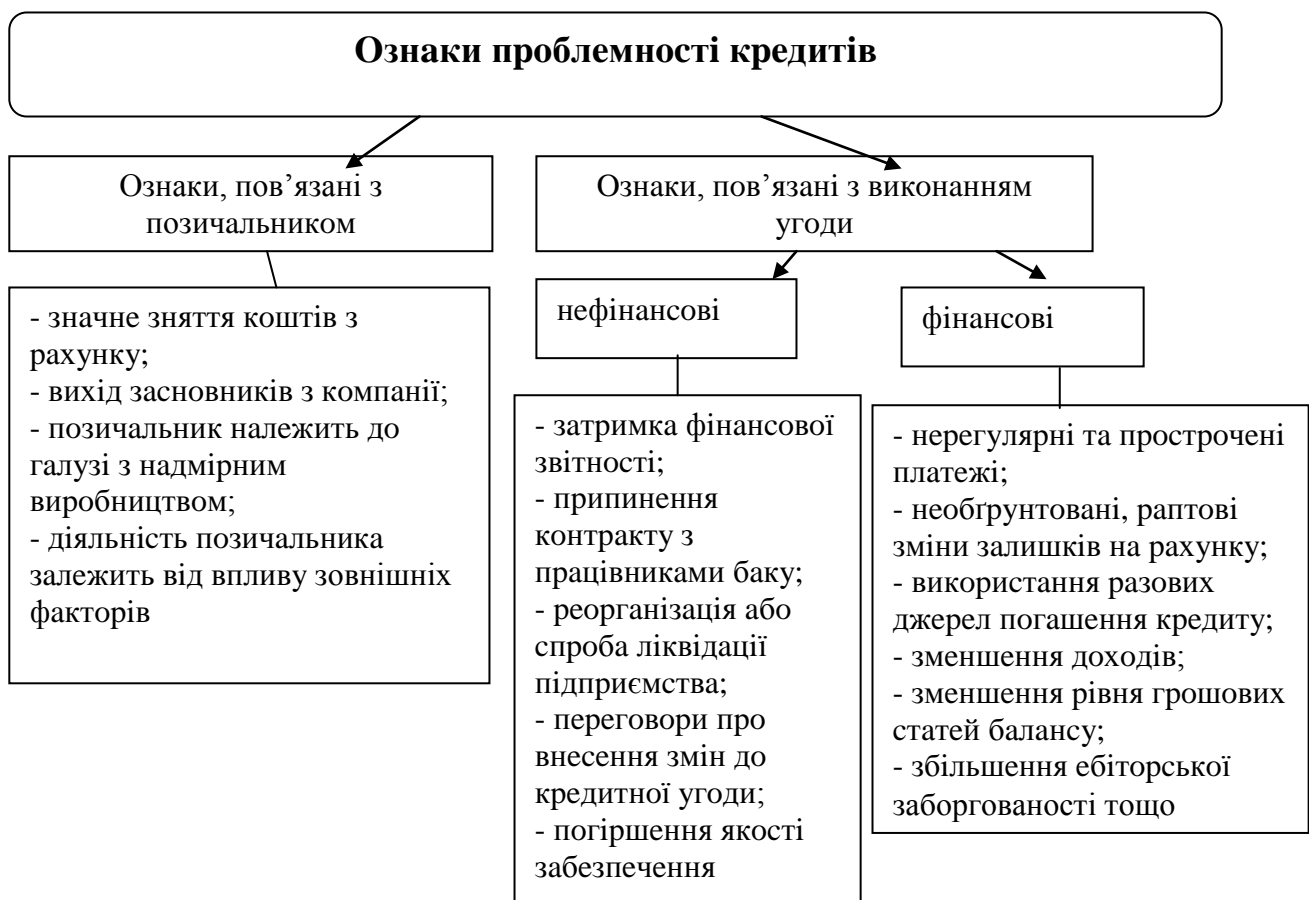 Ознаки проблемності кредитів
Ознаки, пов’язані з
позичальником
Ознаки, пов’язані з виконанням
угоди
- значне зняття коштів з
рахунку;
- вихід засновників з компанії;
- позичальник належить до
галузі з надмірним
виробництвом;
- діяльність позичальника
залежить від впливу зовнішніх
факторів
нефінансові
- затримка фінансової
звітності;
- припинення
контракту з
працівниками баку;
- реорганізація або
спроба ліквідації
підприємства;
- переговори про
внесення змін до
кредитної угоди;
- погіршення якості
забезпечення
фінансові
- нерегулярні та прострочені
платежі;
- необґрунтовані, раптові
зміни залишків на рахунку;
- використання разових
джерел погашення кредиту;
- зменшення доходів;
- зменшення рівня грошових
статей балансу;
- збільшення ебіторської
заборгованості тощо